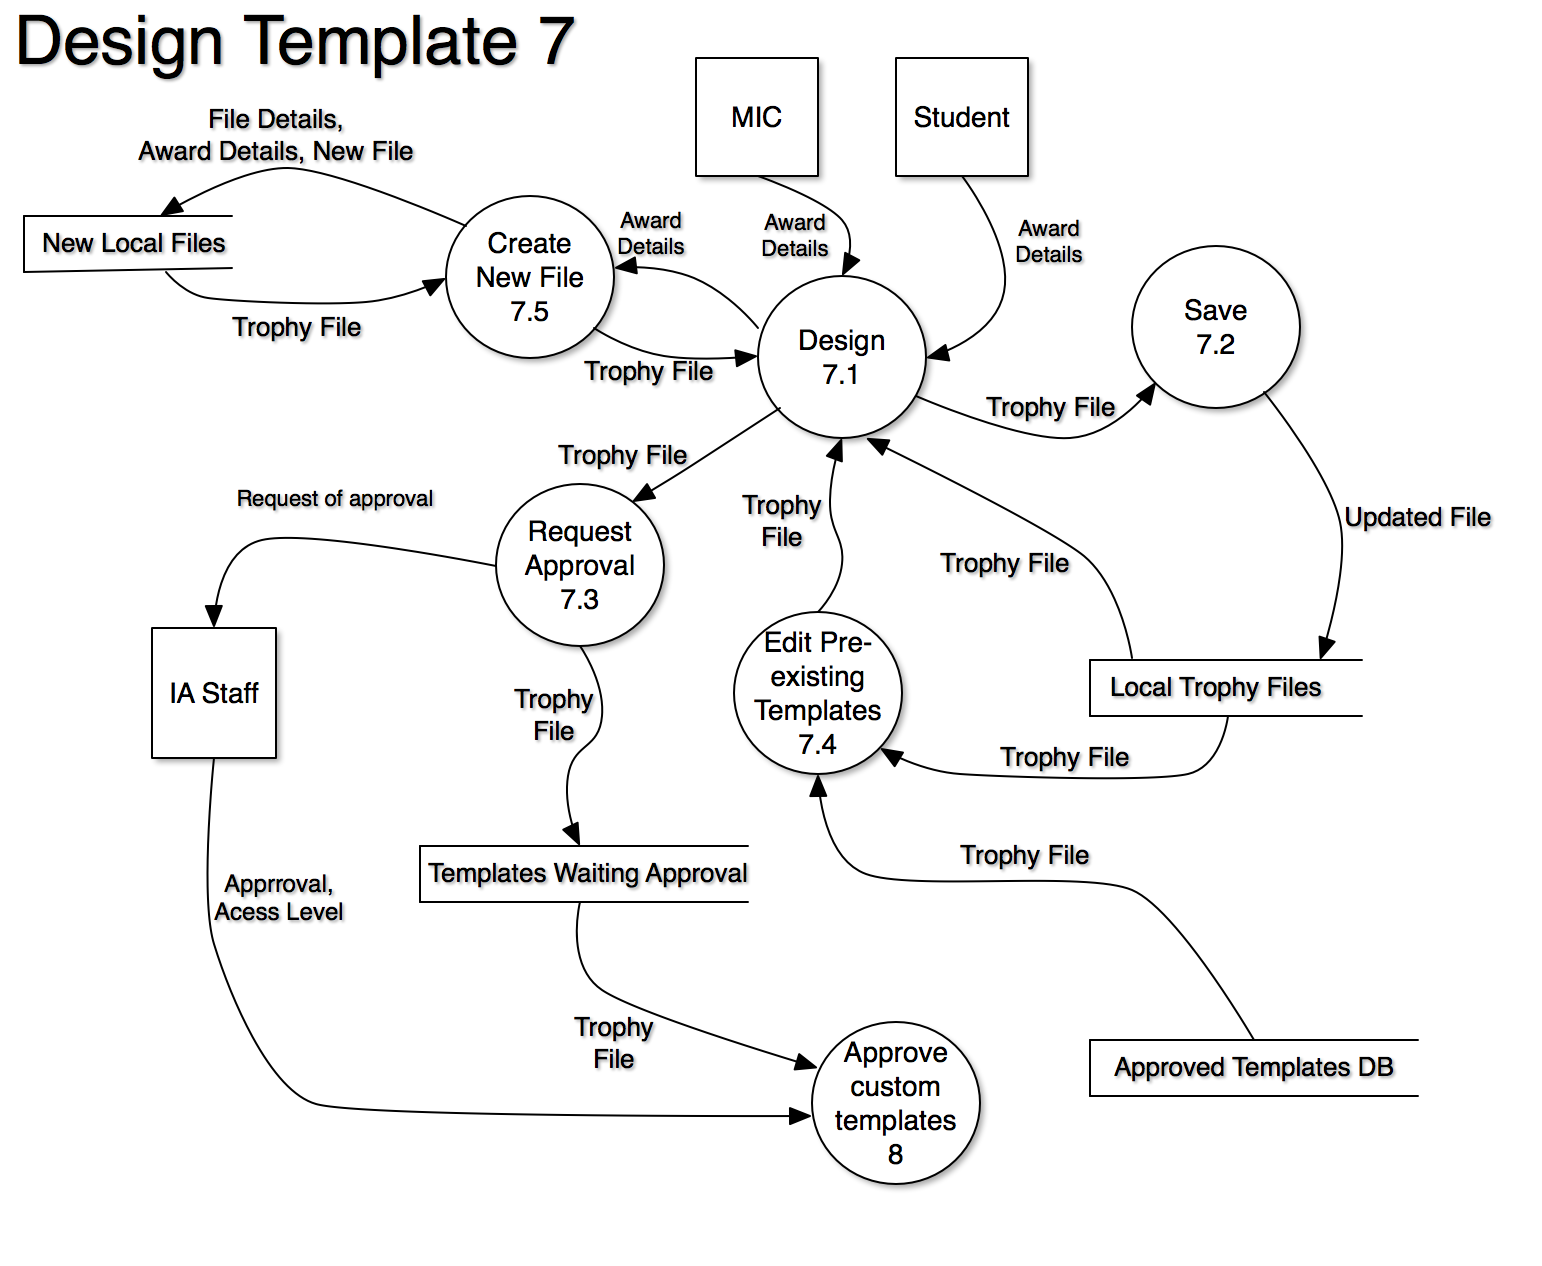 Design Template 7
MIC
Student
File Details,
Award Details, New File
New Local Files
Create
New File
7.5
Award
Details
Award
Details
Award
Details
Trophy File
Trophy File
Design
7.1
Save
7.2
Trophy File
Trophy File
Request of approval
Request
Approval
7.3
Trophy
File
Trophy File
Updated File
IA Staff
Trophy
File
Edit Pre-
existing
Templates
7.4
Local Trophy Files
Trophy File
Templates Waiting Approval
Trophy File
Apprroval,
Acess Level
Trophy
File
Approve
custom
templates
8
Approved Templates DB